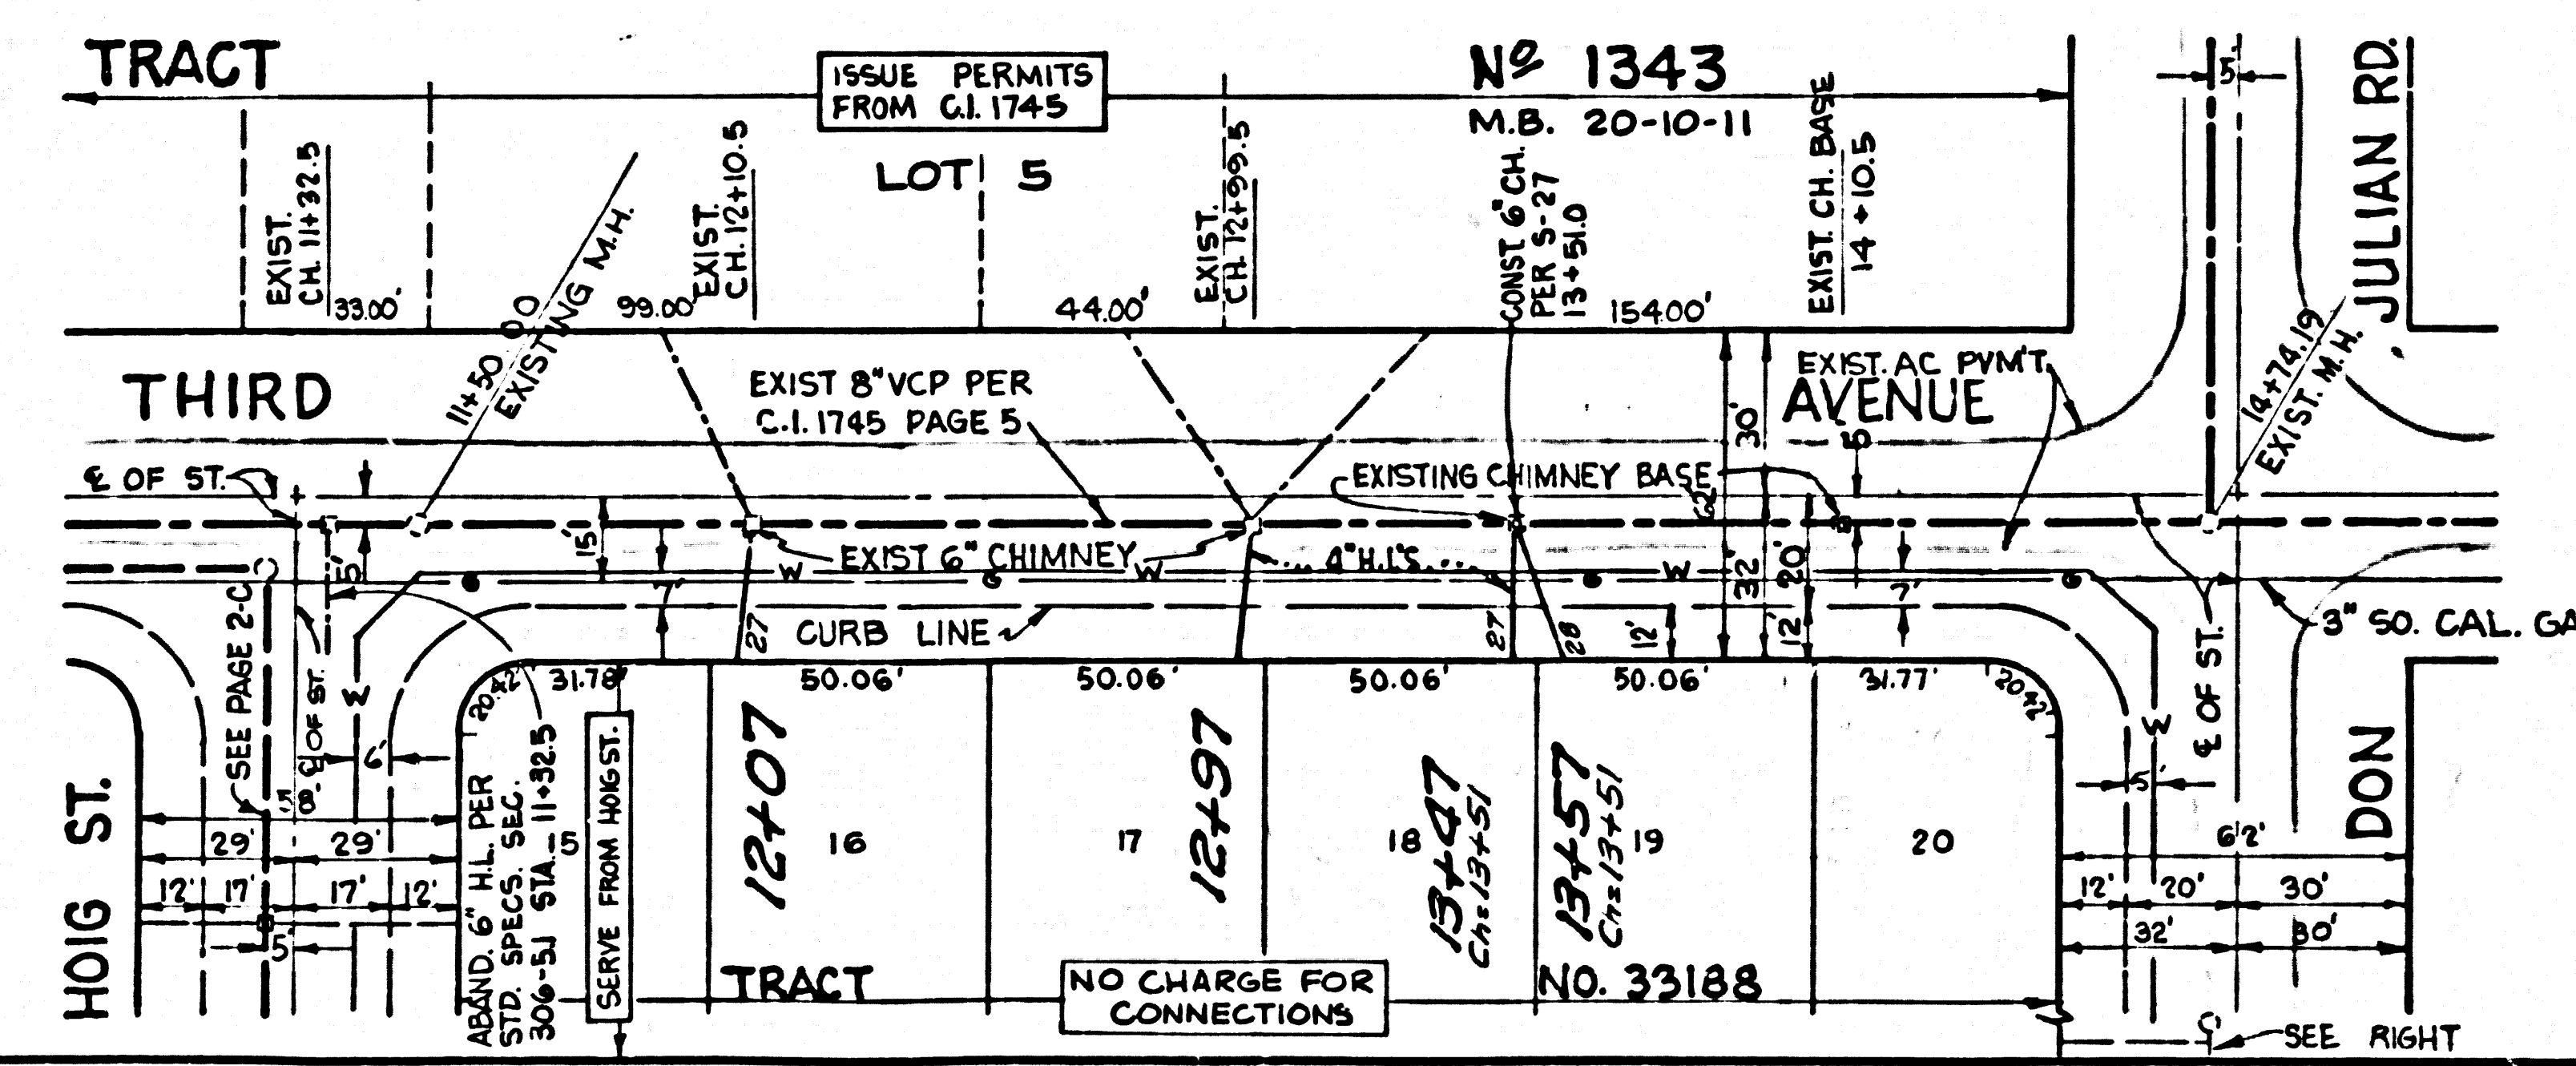 TRACT
ISSUE PERMITS
FROM C.I. 1745
Nº 1343
M.B. 20-10-11
LOT 5
EXIST.
CH. 11+32.5
33.00'
11+50.00
EXISTING M.H.
99.00'
EXIST.
CH. 12+10.5
44.00'
EXIST.
CH. 12+99.5
CONST 6" CH.
PER S-27
13+51.0
154.00'
EXIST. CH. BASE
14+10.5
5'
JULIAN RD.
THIRD
EXIST 8" VCP PER
C.I. 1745 PAGE 5
EXIST. AC PVM'T.
AVENUE
14+74.19
EXIST. M.H.
℄ OF ST.
EXISTING CHIMNEY BASE
30'
62'
5
15'
5'
7'
EXIST 6" CHIMNEY
4" H.L'S.
W
G
W
W
32'
20'
7'
12'
12'
CURB LINE
27
27
28
3" SO. CAL. GA
SEE PAGE 2-C
℄ OF ST.
W
20.42'
31.78'
50.06'
50.06'
50.06'
50.06'
31.77'
20.42'
℄ OF ST.
W
HOIG ST.
6'
5'
29'
29'
12'
17'
17'
12'
5'
ABAND. 6" H.L. PER
STD. SPECS. SEC.
306-5.1 STA. 11+32.5
SERVE FROM HOIG ST.
12+07
16
17
12+97
18
13+47
Ch=13+51
13+57
Ch=13+51
19
20
DON
5'
62'
12'
20'
30'
32'
30'
TRACT
NO CHARGE FOR
CONNECTIONS
NO. 33188
SEE RIGHT